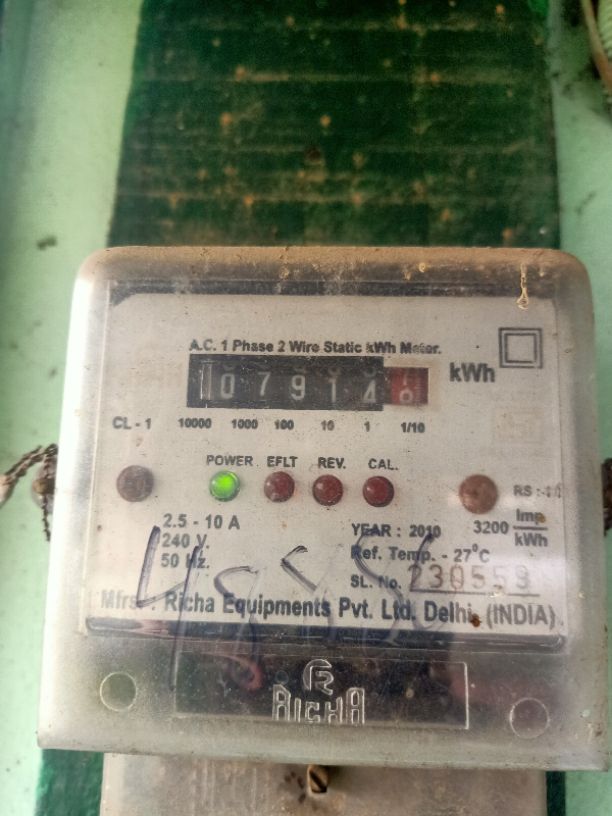 A.C. 1 Phase 2 Wire Static kWh Meter.
07914 kWh
CL - 1 10000 1000 100 10 1 1/10
POWER EFLT REV. CAL.
2.5 - 10 A
240 V.
50 Hz.
YEAR : 2010
3200 Imp/kWh
Ref. Temp. - 27°C
SL. No. 230559
Mfrs. : Richa Equipments Pvt. Ltd. Delhi. (INDIA)
RICHA